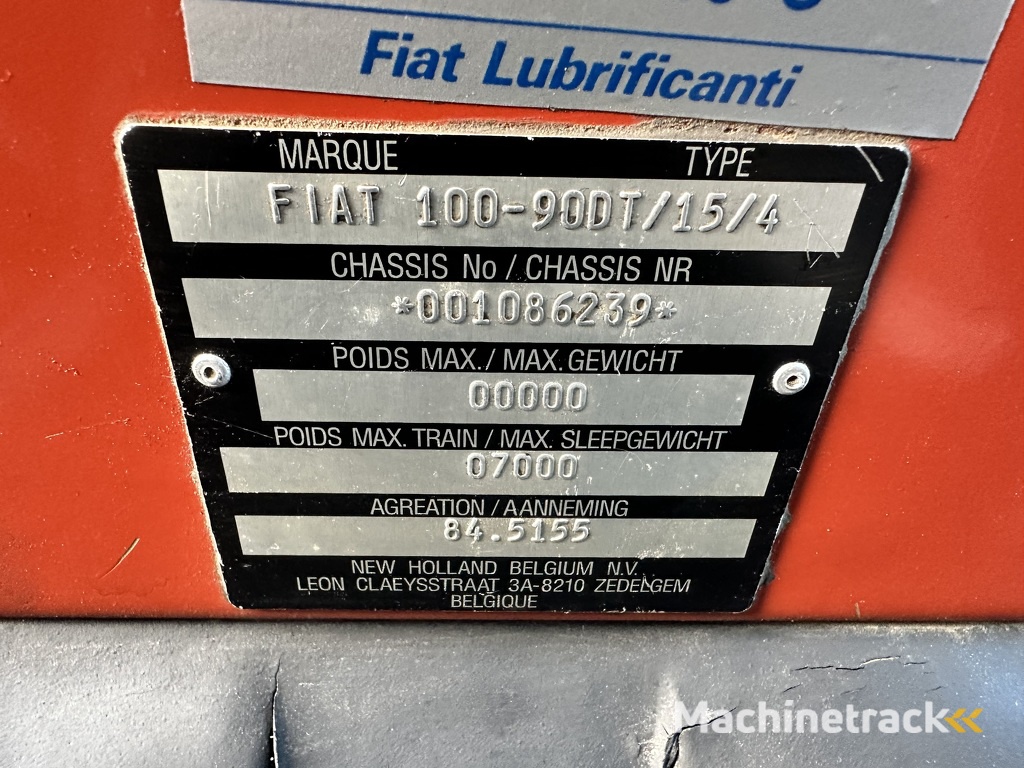 Fiat Lubrificanti
MARQUE TYPE
FIAT 100-90DT/15/4
CHASSIS No / CHASSIS NR
*001086239*
POIDS MAX. / MAX. GEWICHT
00000
POIDS MAX. TRAIN / MAX. SLEEPGEWICHT
07000
AGREATION / AANNEMING
84.5155
NEW HOLLAND BELGIUM N.V.
LEON CLAEYSSTRAAT 3A-8210 ZEDELGEM
BELGIQUE
Machinetrack